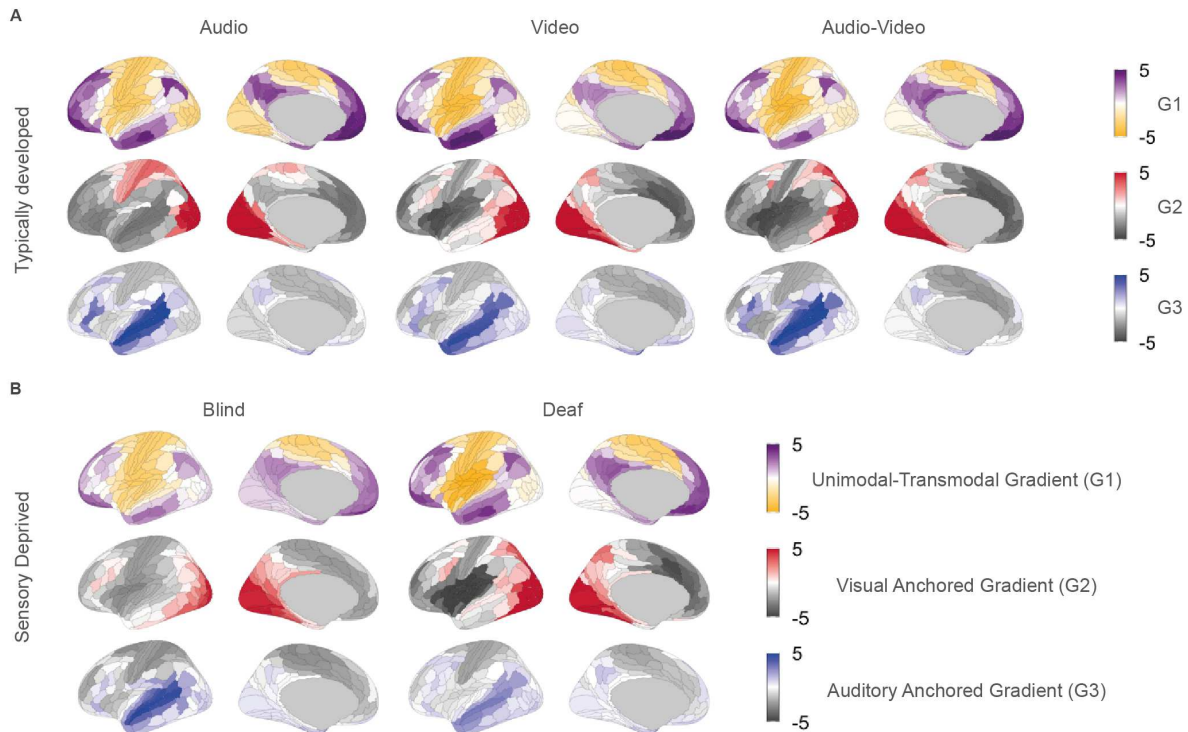 A
Audio
Video
Audio-Video
Typically developed
5
G1
-5
5
G2
-5
5
G3
-5
B
Blind
Deaf
Sensory Deprived
5
Unimodal-Transmodal Gradient (G1)
-5
5
Visual Anchored Gradient (G2)
-5
5
Auditory Anchored Gradient (G3)
-5